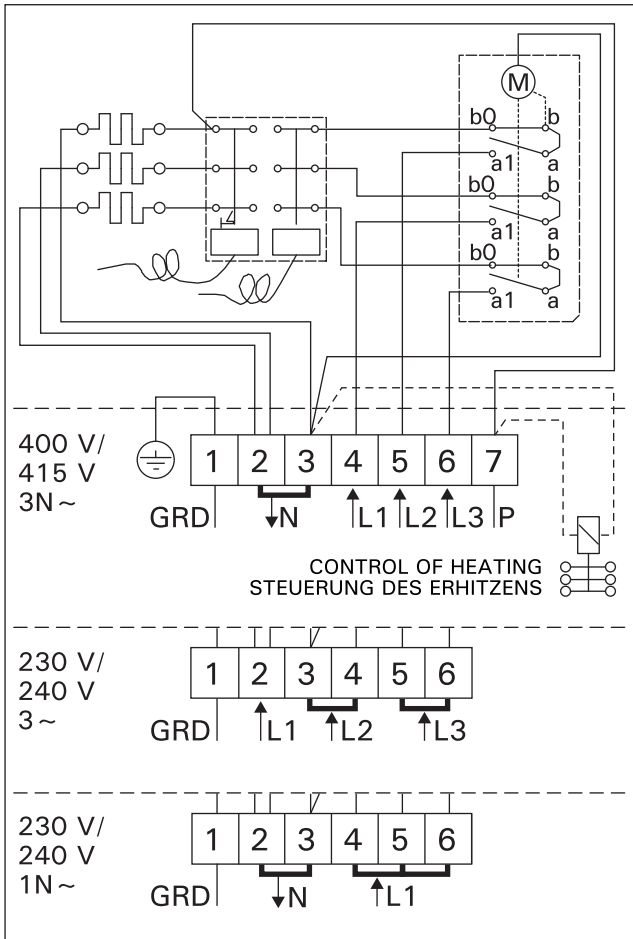 M
b0 b
a1 a
b0 b
a1 a
b0 b
a1 a
400 V/
415 V
3N~
1 2 3 4 5 6 7
GRD N L1 L2 L3 P
CONTROL OF HEATING
STEUERUNG DES ERHITZENS
230 V/
240 V
3~
1 2 3 4 5 6
GRD L1 L2 L3
230 V/
240 V
1N~
1 2 3 4 5 6
GRD N L1